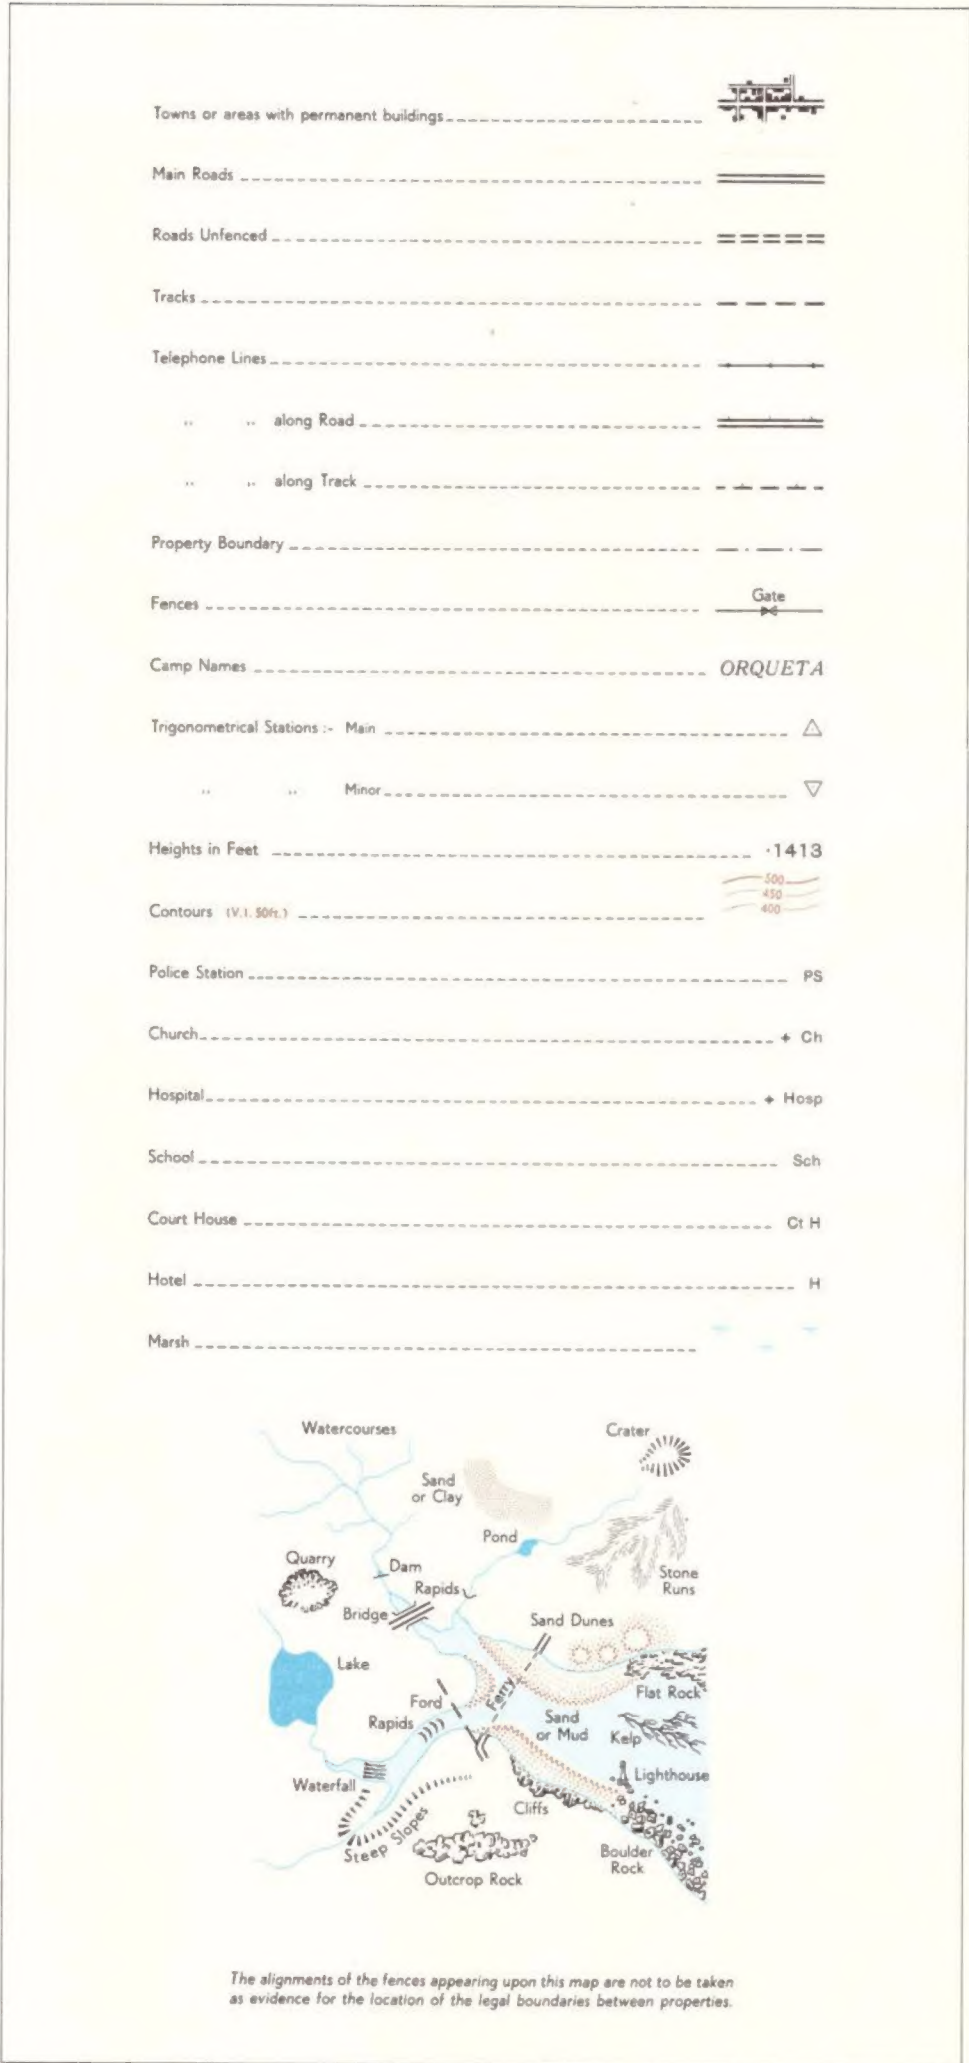 Towns or areas with permanent buildings
Main Roads
Roads Unfenced
Tracks
Telephone Lines
,, ,, along Road
,, ,, along Track
Property Boundary
Fences Gate
Camp Names ORQUETA
Trigonometrical Stations :- Main
,, ,, Minor
Heights in Feet ·1413
Contours (V.I. 50ft.) 500 450 400
Police Station PS
Church Ch
Hospital Hosp
School Sch
Court House Ct H
Hotel H
Marsh
Watercourses
Crater
Sand
or Clay
Pond
Quarry
Dam
Stone
Runs
Rapids
Bridge
Sand Dunes
Lake
Flat Rock
Ford
Ferry
Rapids
Sand
or Mud
Kelp
Waterfall
Lighthouse
Cliffs
Steep Slopes
Boulder
Rock
Outcrop Rock
The alignments of the fences appearing upon this map are not to be taken
as evidence for the location of the legal boundaries between properties.